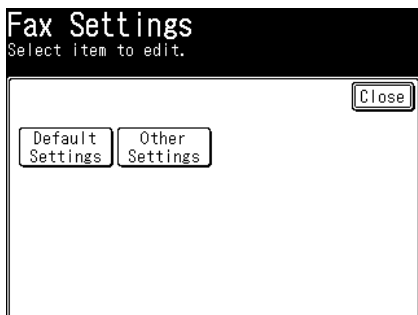 Fax Settings
Select item to edit.
Close
Default Other
Settings Settings